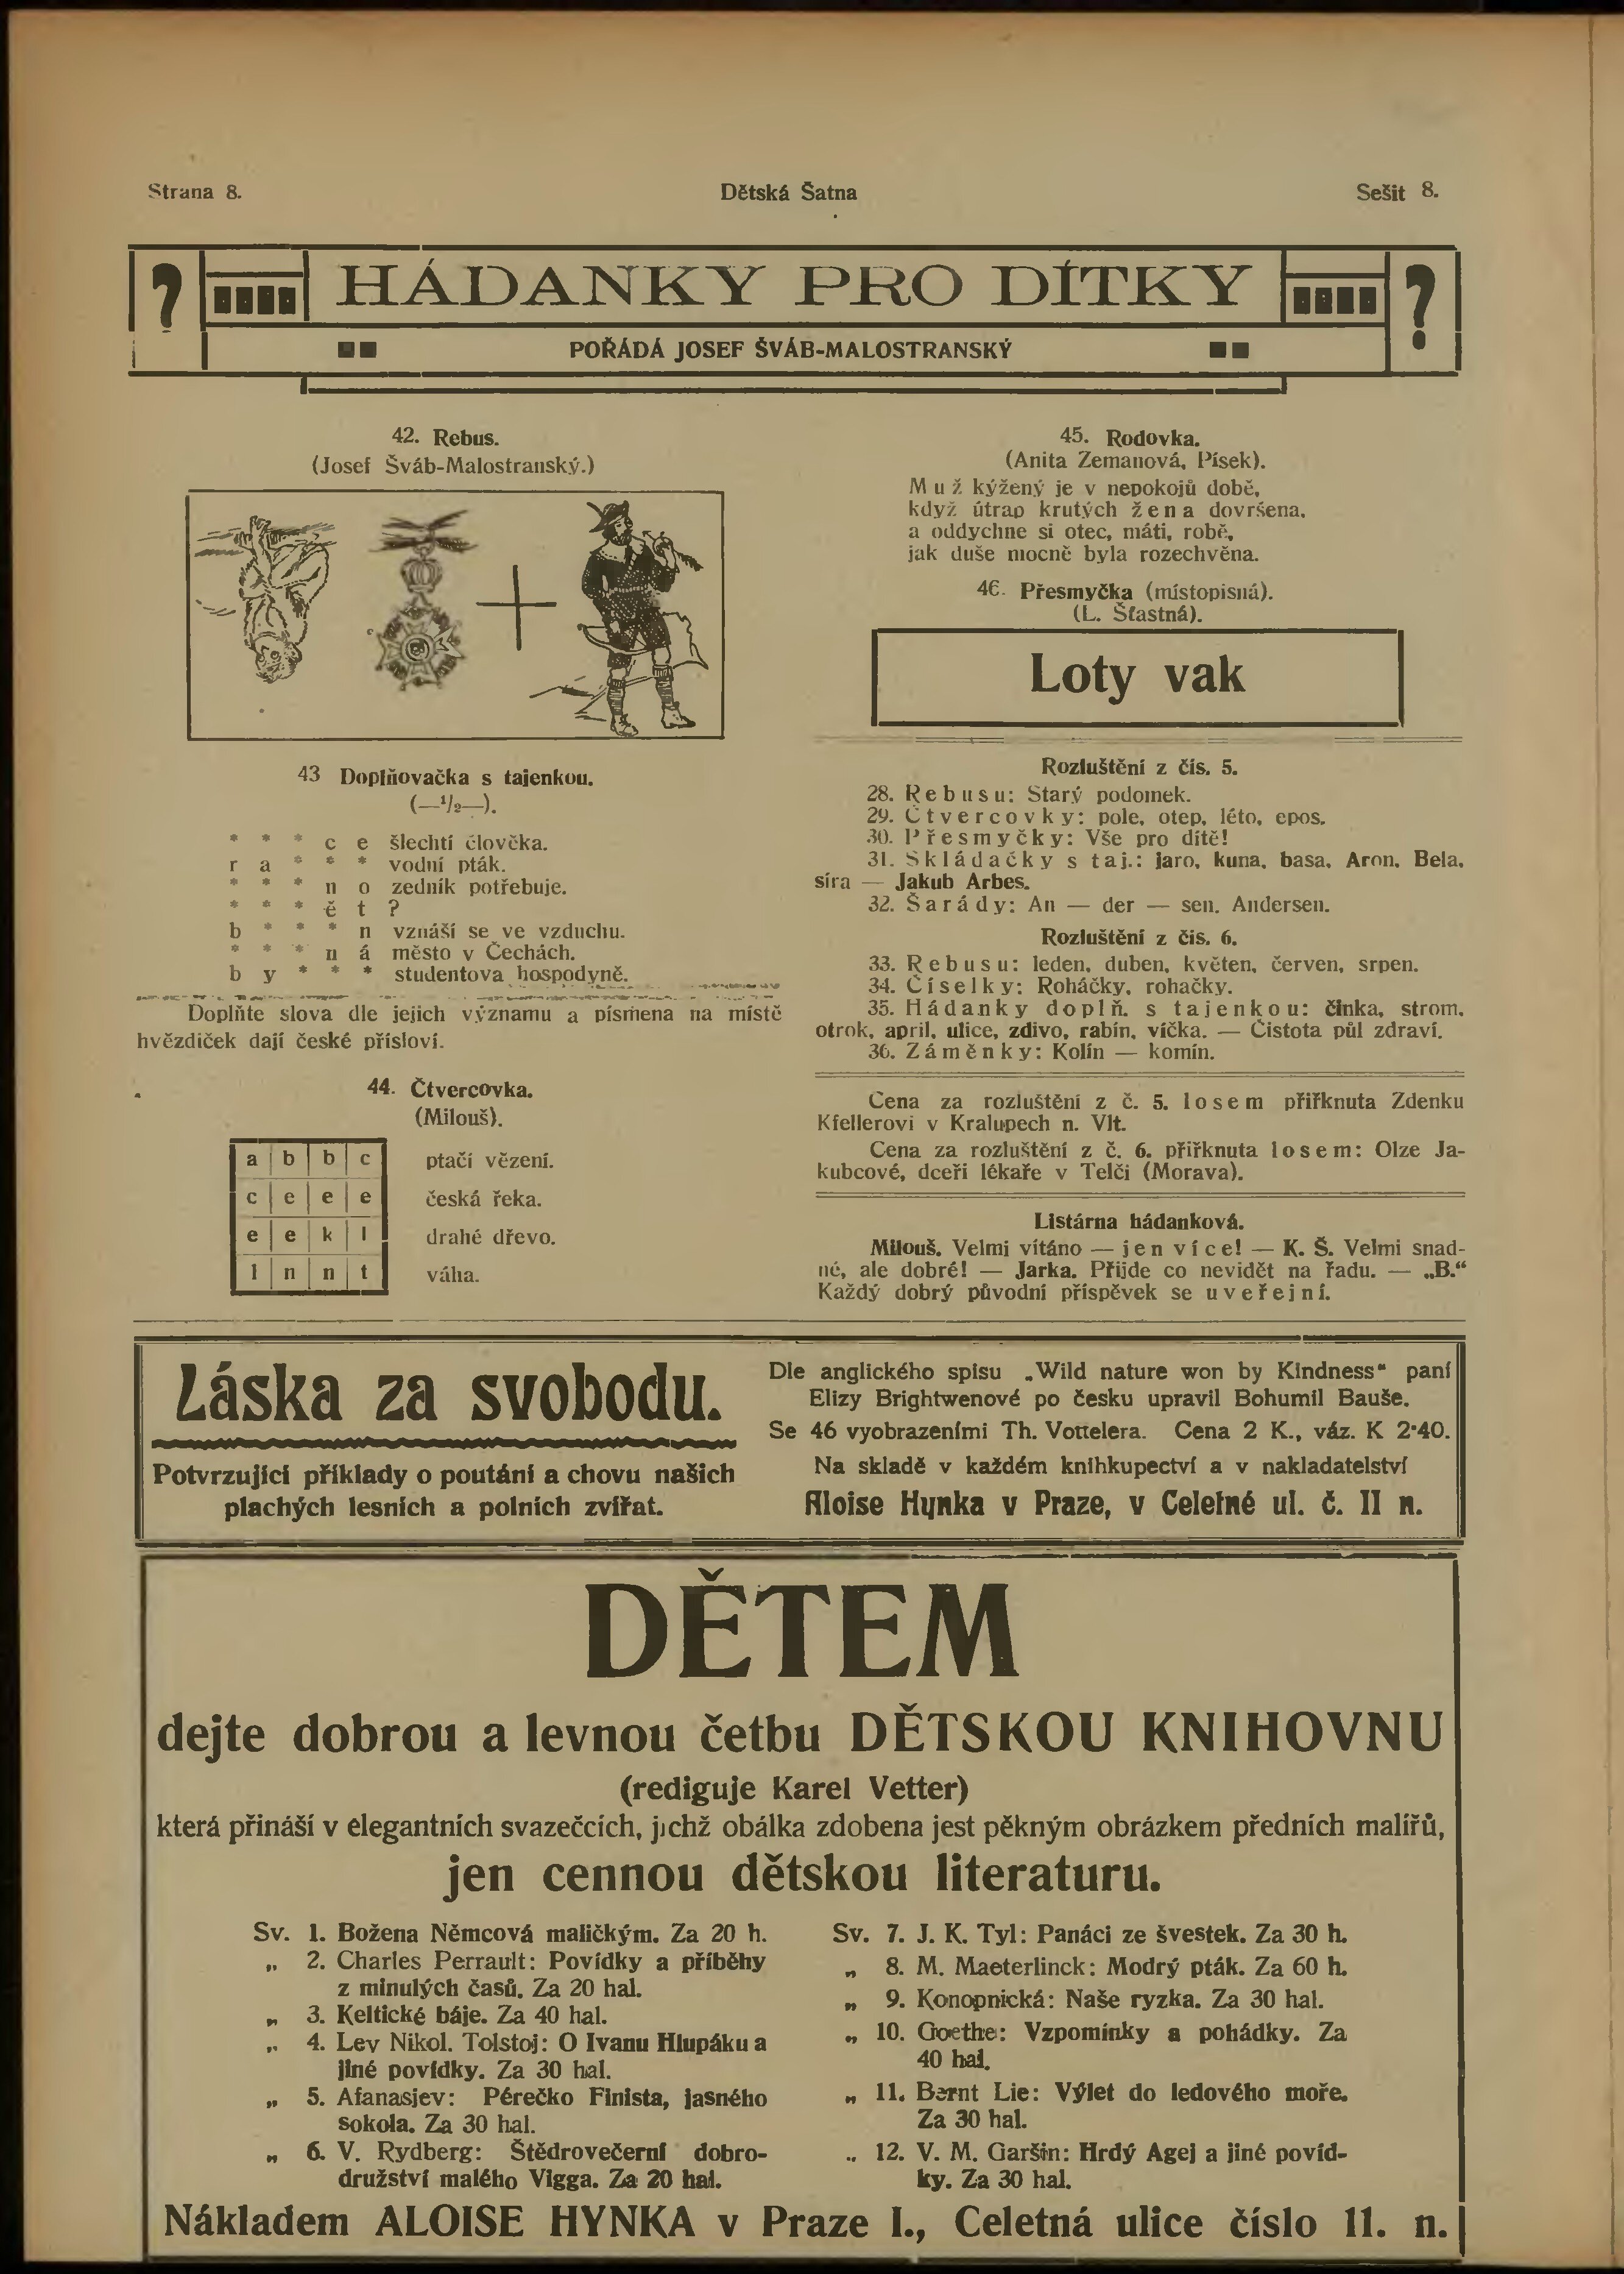 Strana 8.
Dětská Šatna
Sešit 8.
? HÁDANKY PRO DÍTKY ?
POŘÁDÁ JOSEF ŠVÁB-MALOSTRANSKÝ
42. Rebus.
(Josef Šváb-Malostranský.)
43 Doplňovačka s tajenkou.
(—½—).
* * * c e šlechtí člověka.
r a * * * vodní pták.
* * * n o zedník potřebuje.
* * * ě t ?
b * * * n vznáší se ve vzduchu.
* * * n á město v Čechách.
b y * * * studentova hospodyně.
Doplňte slova dle jejich významu a písmena na místě
hvězdiček dají české přísloví.
44. Čtvercovka.
(Milouš).
a b b c ptačí vězení.
c e e e česká řeka.
e e k l drahé dřevo.
l n n t váha.
45. Rodovka.
(Anita Zemanová, Písek).
Muž kýžený je v nepokojů době,
když útrap krutých žena dovršena,
a oddychne si otec, máti, robě,
jak duše mocně byla rozechvěna.
46. Přesmyčka (místopisná).
(L. Šťastná).
Loty vak
Rozluštění z čís. 5.
28. Rebusu: Starý podomek.
29. Čtvercovky: pole, otep, léto, epos.
30. Přesmyčky: Vše pro dítě!
31. Skládačky s taj.: jaro, kuna, basa, Aron, Bela,
síra — Jakub Arbes.
32. Šarády: An — der — sen. Andersen.
Rozluštění z čís. 6.
33. Rebusu: leden, duben, květen, červen, srpen.
34. Číselky: Roháčky, rohačky.
35. Hádanky doplň. s tajenkou: činka, strom,
otrok, april, ulice, zdivo, rabín, víčka. — Čistota půl zdraví.
36. Záměnky: Kolín — komín.
Cena za rozluštění z č. 5. losem přiřknuta Zdenku
Kfellerovi v Kralupech n. Vlt.
Cena za rozluštění z č. 6. přiřknuta losem: Olze Ja-
kubcové, dceři lékaře v Telči (Morava).
Listárna hádanková.
Milouš. Velmi vítáno — jen více! — K. Š. Velmi snad-
né, ale dobré! — Jarka. Přijde co nevidět na řadu. — „B.“
Každý dobrý původní příspěvek se uveřejní.
Láska za svobodu.
Potvrzující příklady o poutání a chovu našich
plachých lesních a polních zvířat.
Dle anglického spisu „Wild nature won by Kindness“ paní
Elizy Brightwenové po česku upravil Bohumil Bauše.
Se 46 vyobrazeními Th. Vottelera. Cena 2 K., váz. K 2·40.
Na skladě v každém knihkupectví a v nakladatelství
Aloise Hynka v Praze, v Celetné ul. č. II n.
DĚTEM
dejte dobrou a levnou četbu DĚTSKOU KNIHOVNU
(rediguje Karel Vetter)
která přináší v elegantních svazečcích, jichž obálka zdobena jest pěkným obrázkem předních malířů,
jen cennou dětskou literaturu.
Sv. 1. Božena Němcová maličkým. Za 20 h.
„ 2. Charles Perrault: Povídky a příběhy
z minulých časů. Za 20 hal.
„ 3. Keltické báje. Za 40 hal.
„ 4. Lev Nikol. Tolstoj: O Ivanu Hlupáku a
jiné povídky. Za 30 hal.
„ 5. Afanasjev: Pérečko Finista, jasného
sokola. Za 30 hal.
„ 6. V. Rydberg: Štědrovečerní dobro-
družství malého Vigga. Za 20 hal.
Sv. 7. J. K. Tyl: Panáci ze švestek. Za 30 h.
„ 8. M. Maeterlinck: Modrý pták. Za 60 h.
„ 9. Konopnická: Naše ryzka. Za 30 hal.
„ 10. Goethe: Vzpomínky a pohádky. Za
40 hal.
„ 11. Bernt Lie: Výlet do ledového moře.
Za 30 hal.
„ 12. V. M. Garšin: Hrdý Agej a jiné povíd-
ky. Za 30 hal.
Nákladem ALOISE HYNKA v Praze I., Celetná ulice číslo 11. n.